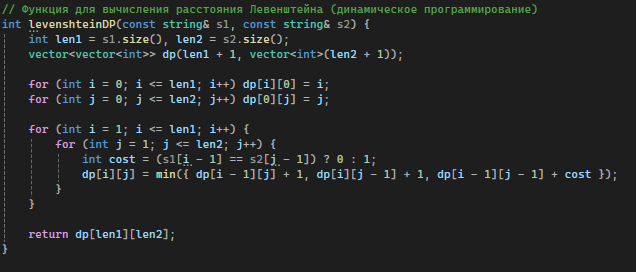 // Функция для вычисления расстояния Левенштейна (динамическое программирование)
int levenshteinDP(const string& s1, const string& s2) {
    int len1 = s1.size(), len2 = s2.size();
    vector<vector<int>> dp(len1 + 1, vector<int>(len2 + 1));

    for (int i = 0; i <= len1; i++) dp[i][0] = i;
    for (int j = 0; j <= len2; j++) dp[0][j] = j;

    for (int i = 1; i <= len1; i++) {
        for (int j = 1; j <= len2; j++) {
            int cost = (s1[i - 1] == s2[j - 1]) ? 0 : 1;
            dp[i][j] = min({ dp[i - 1][j] + 1, dp[i][j - 1] + 1, dp[i - 1][j - 1] + cost });
        }
    }

    return dp[len1][len2];
}